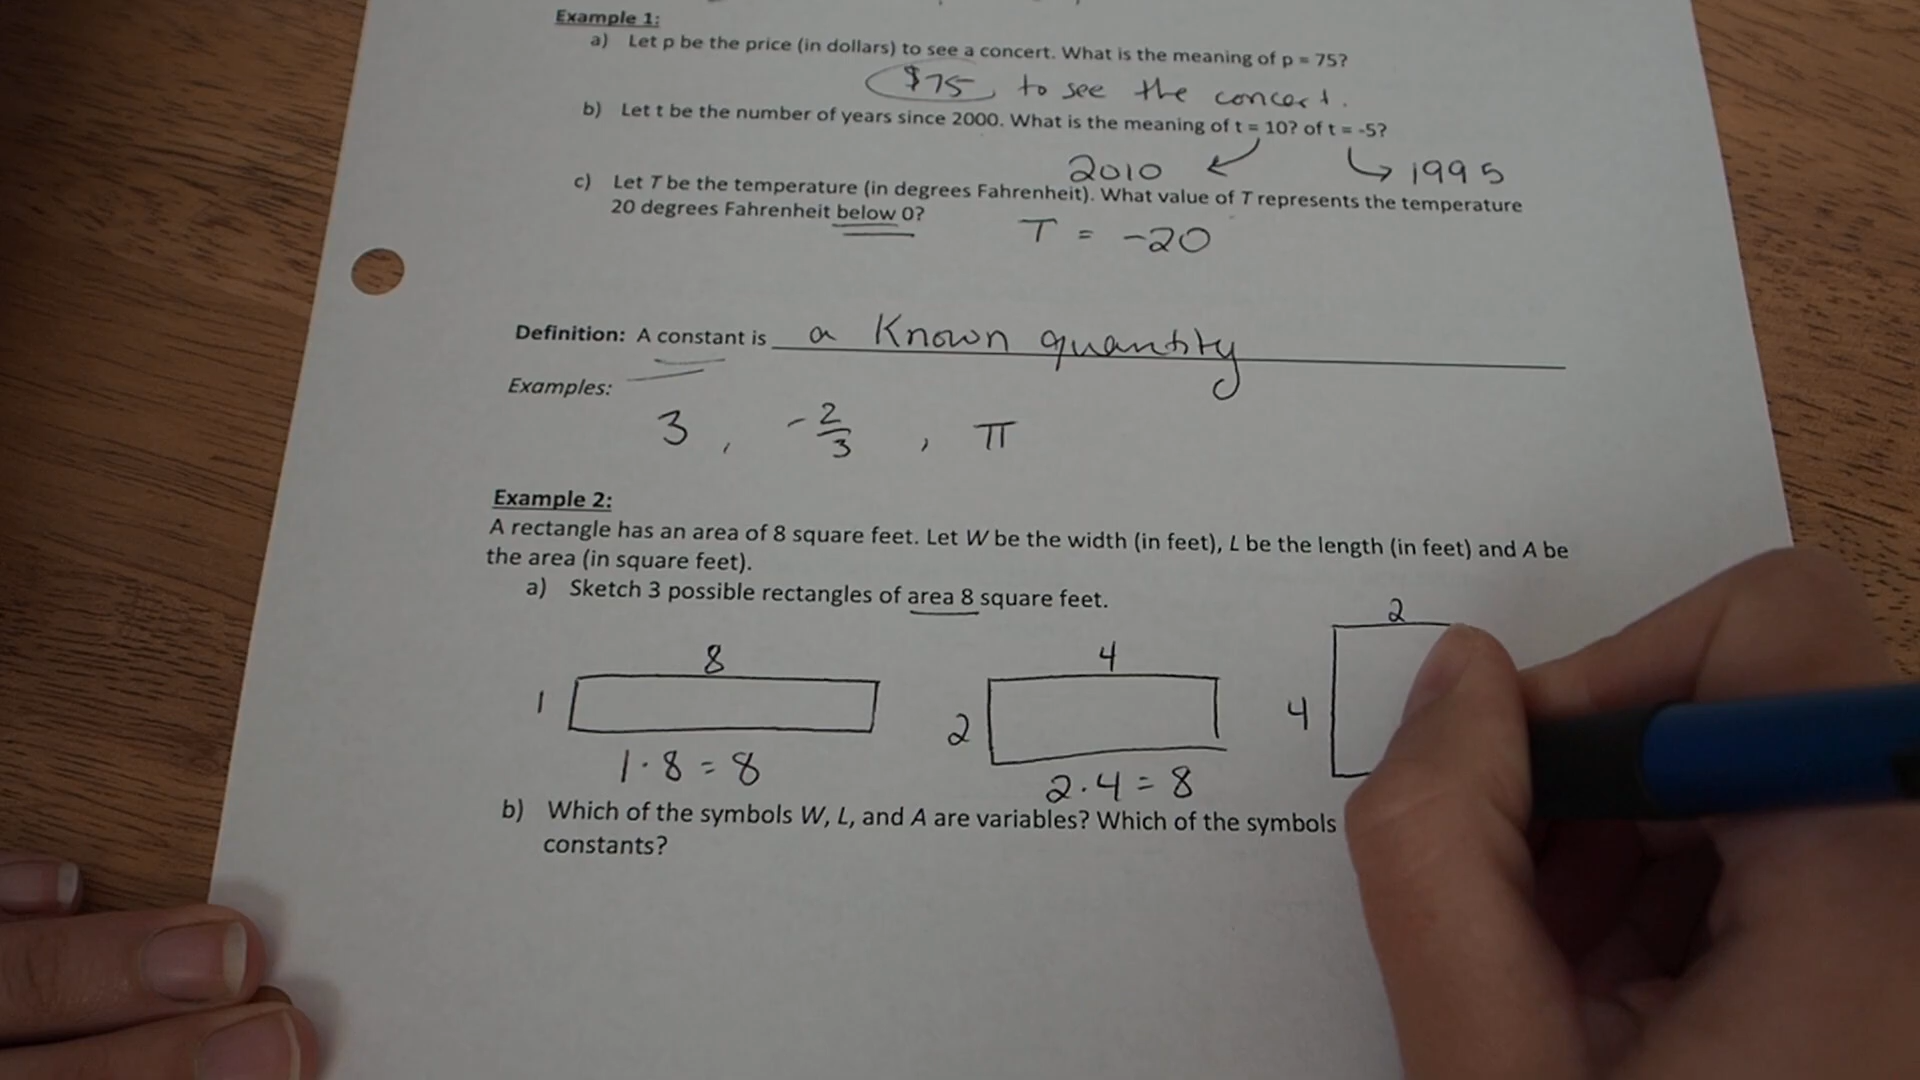 Example 1:
a) Let p be the price (in dollars) to see a concert. What is the meaning of p = 75?
$75, to see the concert.
b) Let t be the number of years since 2000. What is the meaning of t = 10? of t = -5?
2010 1995
c) Let T be the temperature (in degrees Fahrenheit). What value of T represents the temperature
20 degrees Fahrenheit below 0?
T = -20
Definition: A constant is a known quantity
Examples:
3, -2/3, π
Example 2:
A rectangle has an area of 8 square feet. Let W be the width (in feet), L be the length (in feet) and A be
the area (in square feet).
a) Sketch 3 possible rectangles of area 8 square feet.
8 4 2
1 2 4
1·8=8 2·4=8
b) Which of the symbols W, L, and A are variables? Which of the symbols
constants?